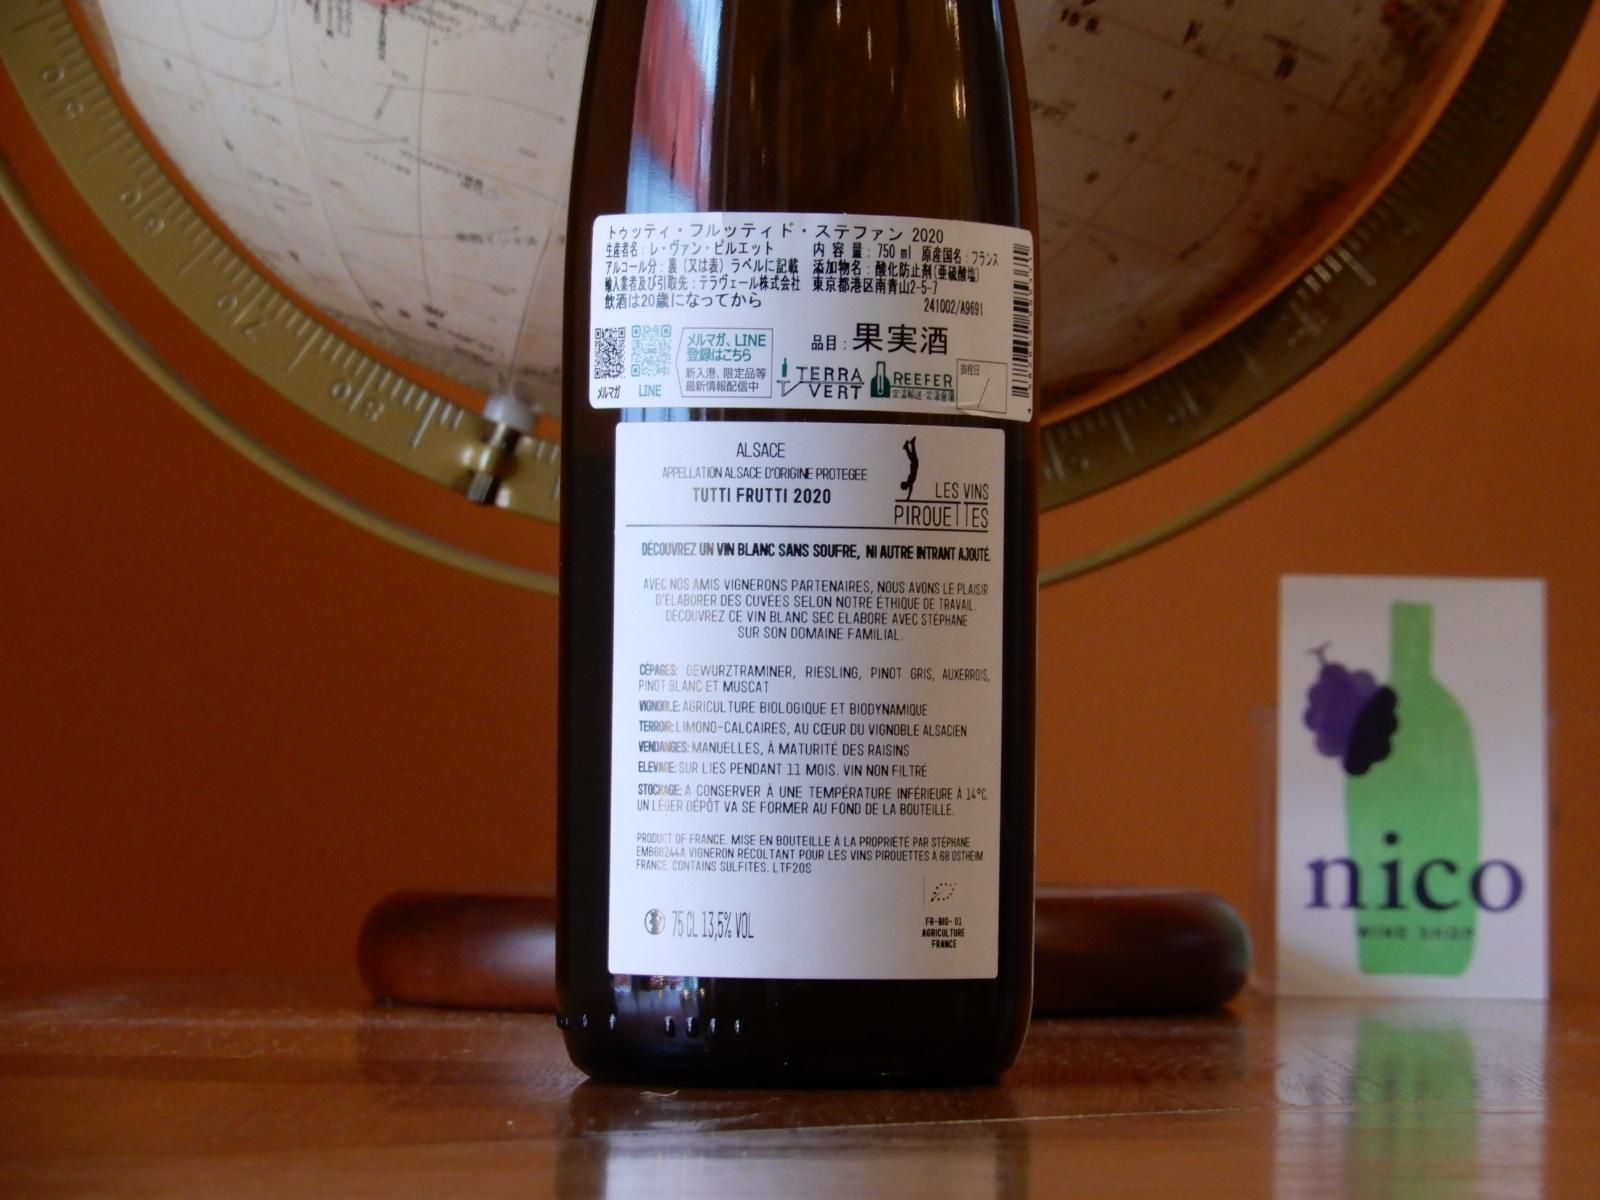 トゥッティ・フルッティ ド・ステファン 2020
生産者名：レ・ヴァン・ピルエット 内 容 量：750 ml 原産国名：フランス
アルコール分：裏（又は表）ラベルに記載 添加物名：酸化防止剤(亜硫酸塩)
輸入業者及び引取先：テラヴェール株式会社 東京都港区南青山2-5-7
飲酒は20歳になってから 241002/A9691
メルマガ、LINE
登録はこちら
新入港、限定品等
最新情報配信中
メルマガ LINE
品目：果実酒
TERRA
VERT
REEFER
定温輸送・定温倉庫
抜栓日
ALSACE
APPELLATION ALSACE D'ORIGINE PROTEGEE
TUTTI FRUTTI 2020
LES VINS
PIROUETTES
DÉCOUVREZ UN VIN BLANC SANS SOUFRE, NI AUTRE INTRANT AJOUTÉ.
AVEC NOS AMIS VIGNERONS PARTENAIRES, NOUS AVONS LE PLAISIR
D'ÉLABORER DES CUVÉES SELON NOTRE ÉTHIQUE DE TRAVAIL.
DÉCOUVREZ CE VIN BLANC SEC ELABORE AVEC STÉPHANE
SUR SON DOMAINE FAMILIAL.
CÉPAGES: GEWURZTRAMINER, RIESLING, PINOT GRIS, AUXERROIS,
PINOT BLANC ET MUSCAT
VIGNOBLE: AGRICULTURE BIOLOGIQUE ET BIODYNAMIQUE
TERROIR: LIMONO-CALCAIRES, AU CŒUR DU VIGNOBLE ALSACIEN
VENDANGES: MANUELLES, À MATURITÉ DES RAISINS
ELEVAGE: SUR LIES PENDANT 11 MOIS. VIN NON FILTRÉ
STOCKAGE: A CONSERVER À UNE TEMPÉRATURE INFÉRIEURE À 14°C.
UN LÉGER DÉPÔT VA SE FORMER AU FOND DE LA BOUTEILLE.
PRODUCT OF FRANCE. MISE EN BOUTEILLE À LA PROPRIÉTÉ PAR STÉPHANE
EMB68244A VIGNERON RÉCOLTANT POUR LES VINS PIROUETTES À 68 OSTHEIM
FRANCE. CONTAINS SULFITES. LTF20S
75 CL 13,5% VOL
FR-BIO-01
AGRICULTURE
FRANCE
nico
WINE SHOP